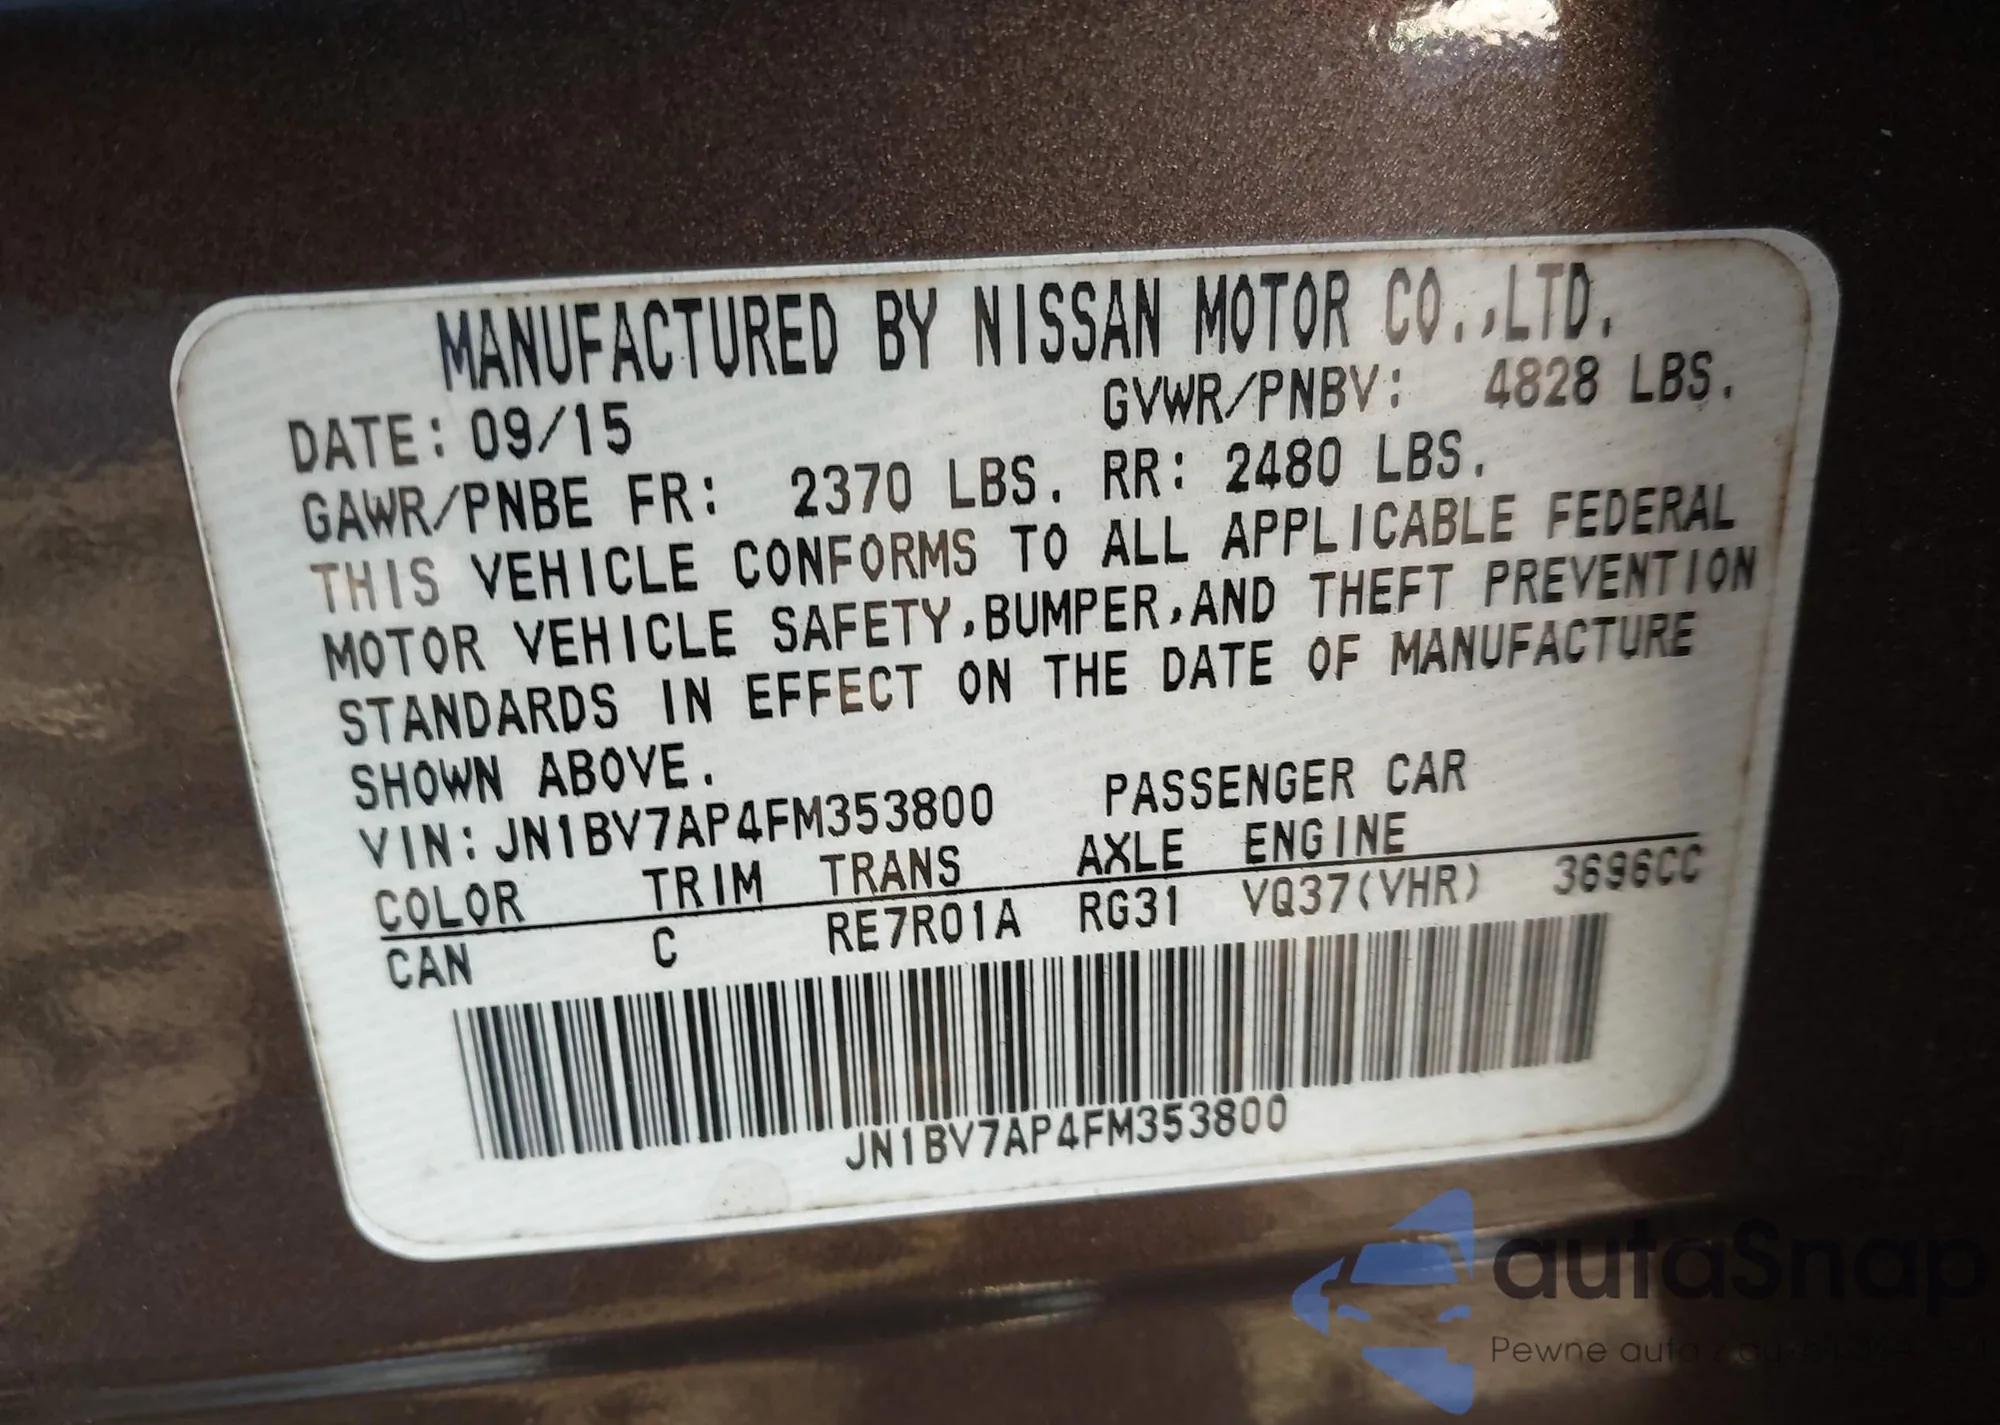 MANUFACTURED BY NISSAN MOTOR CO.,LTD.
DATE: 09/15 GVWR/PNBV: 4828 LBS.
GAWR/PNBE FR: 2370 LBS. RR: 2480 LBS.
THIS VEHICLE CONFORMS TO ALL APPLICABLE FEDERAL
MOTOR VEHICLE SAFETY,BUMPER,AND THEFT PREVENTION
STANDARDS IN EFFECT ON THE DATE OF MANUFACTURE
SHOWN ABOVE.
VIN: JN1BV7AP4FM353800 PASSENGER CAR
COLOR TRIM TRANS AXLE ENGINE
CAN C RE7R01A RG31 VQ37(VHR) 3696CC
JN1BV7AP4FM353800
autaSnap
Pewne auta z